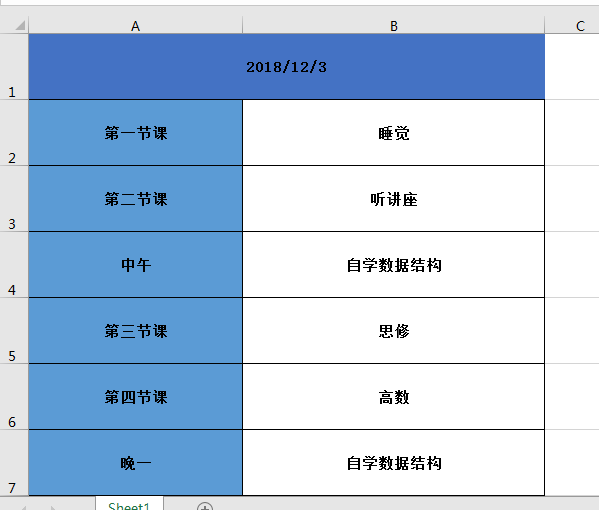 A B C
1 2018/12/3
2 第一节课 睡觉
3 第二节课 听讲座
4 中午 自学数据结构
5 第三节课 思修
6 第四节课 高数
7 晚一 自学数据结构
Sheet1